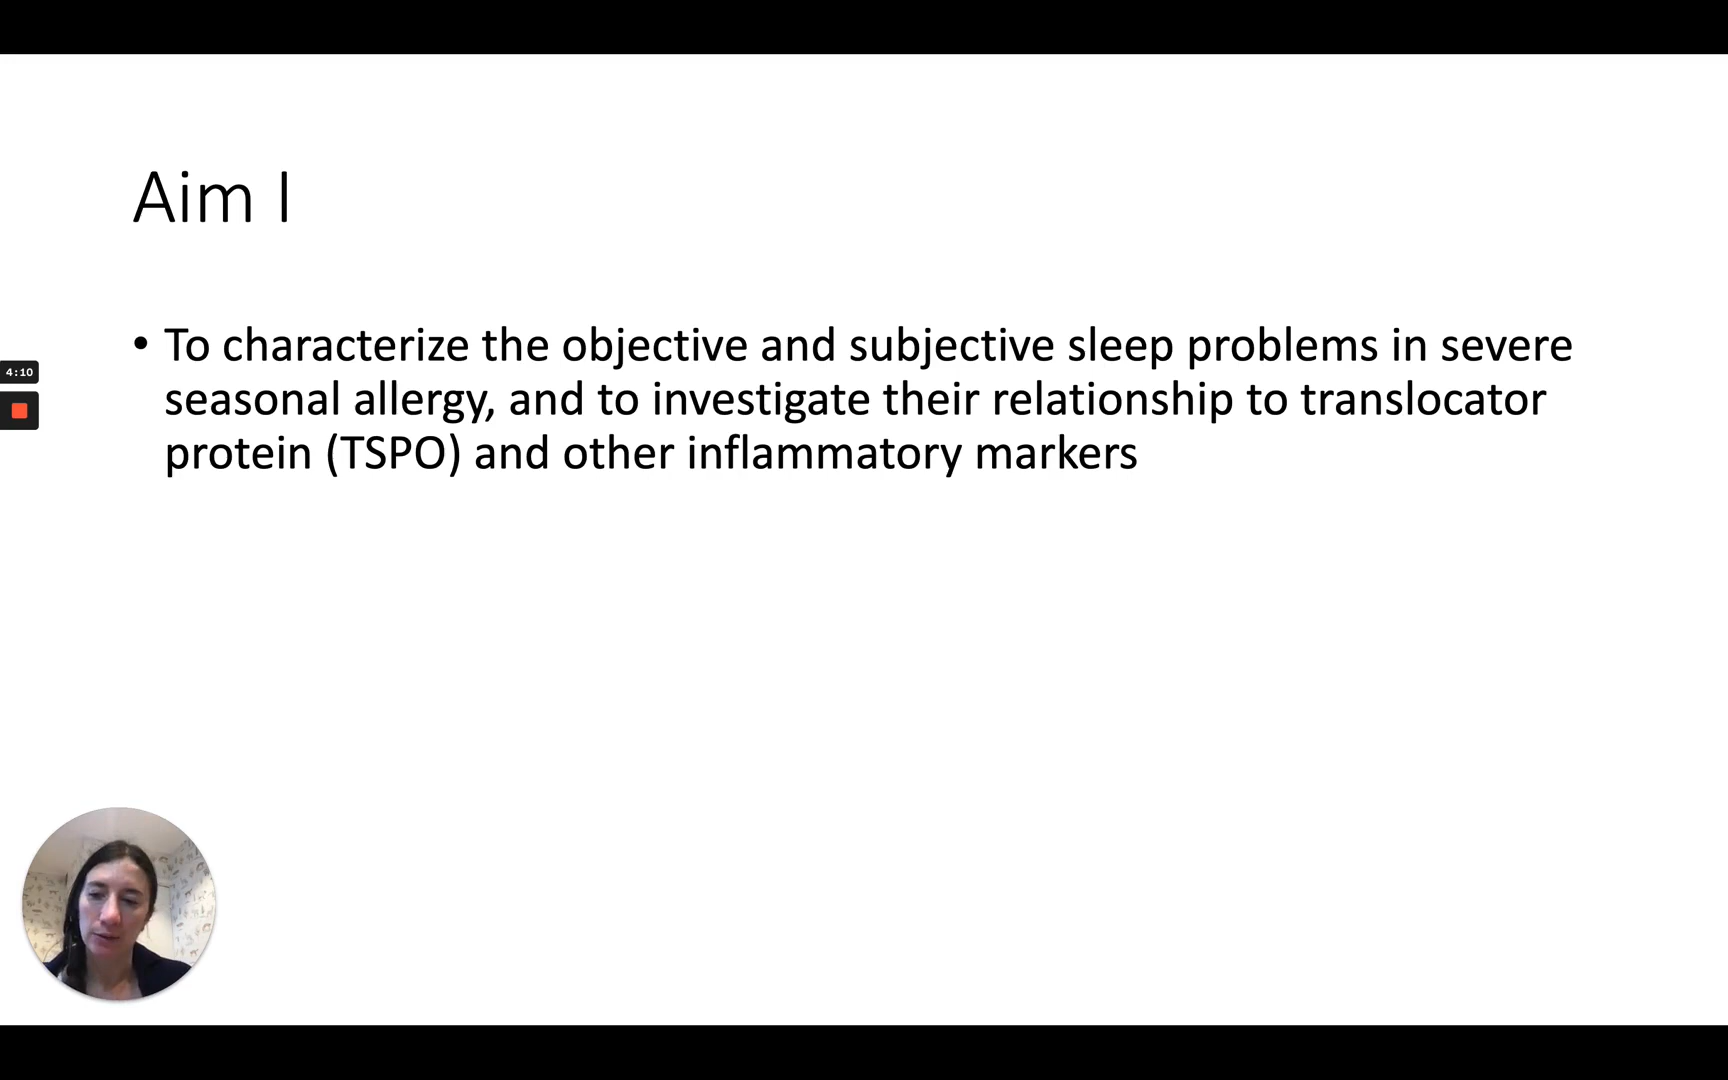 Aim I
• To characterize the objective and subjective sleep problems in severe
seasonal allergy, and to investigate their relationship to translocator
protein (TSPO) and other inflammatory markers
4:10